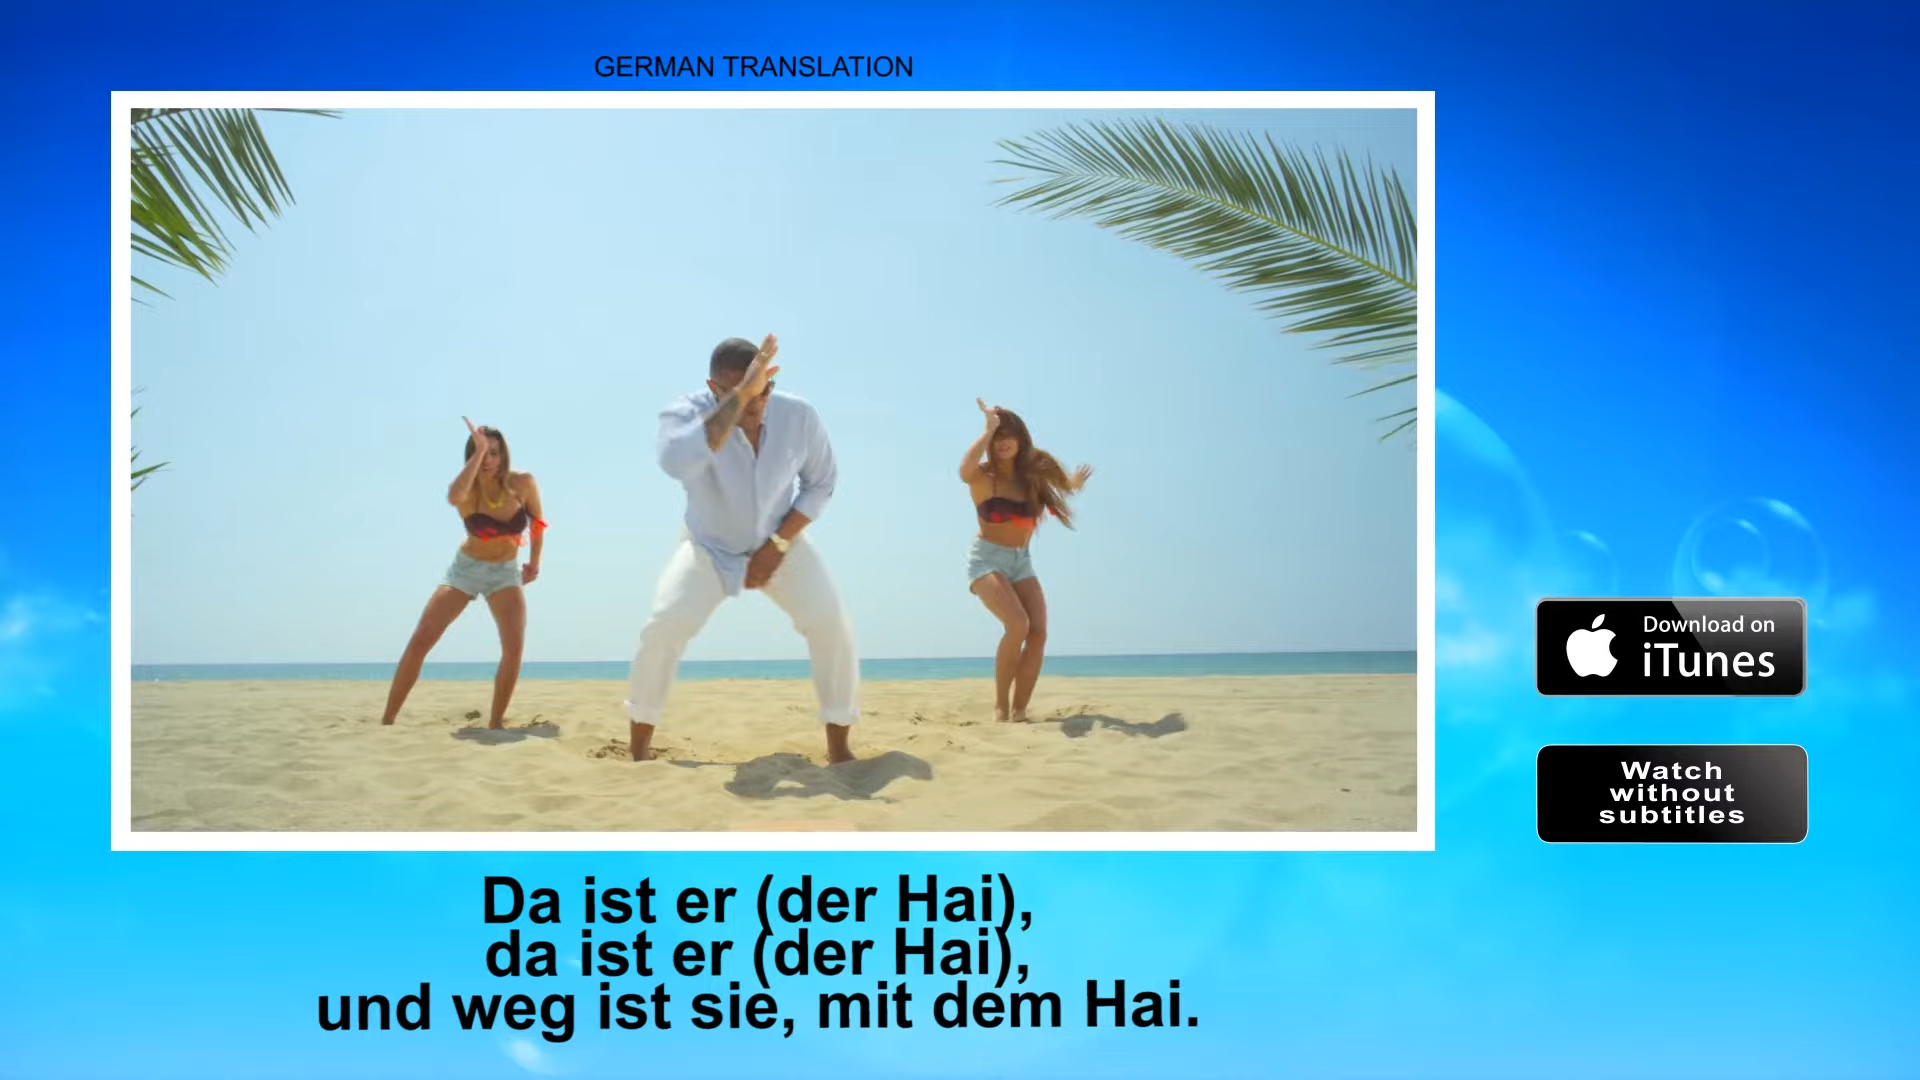 GERMAN TRANSLATION
Download on
iTunes
Watch
without
subtitles
Da ist er (der Hai),
da ist er (der Hai),
und weg ist sie, mit dem Hai.